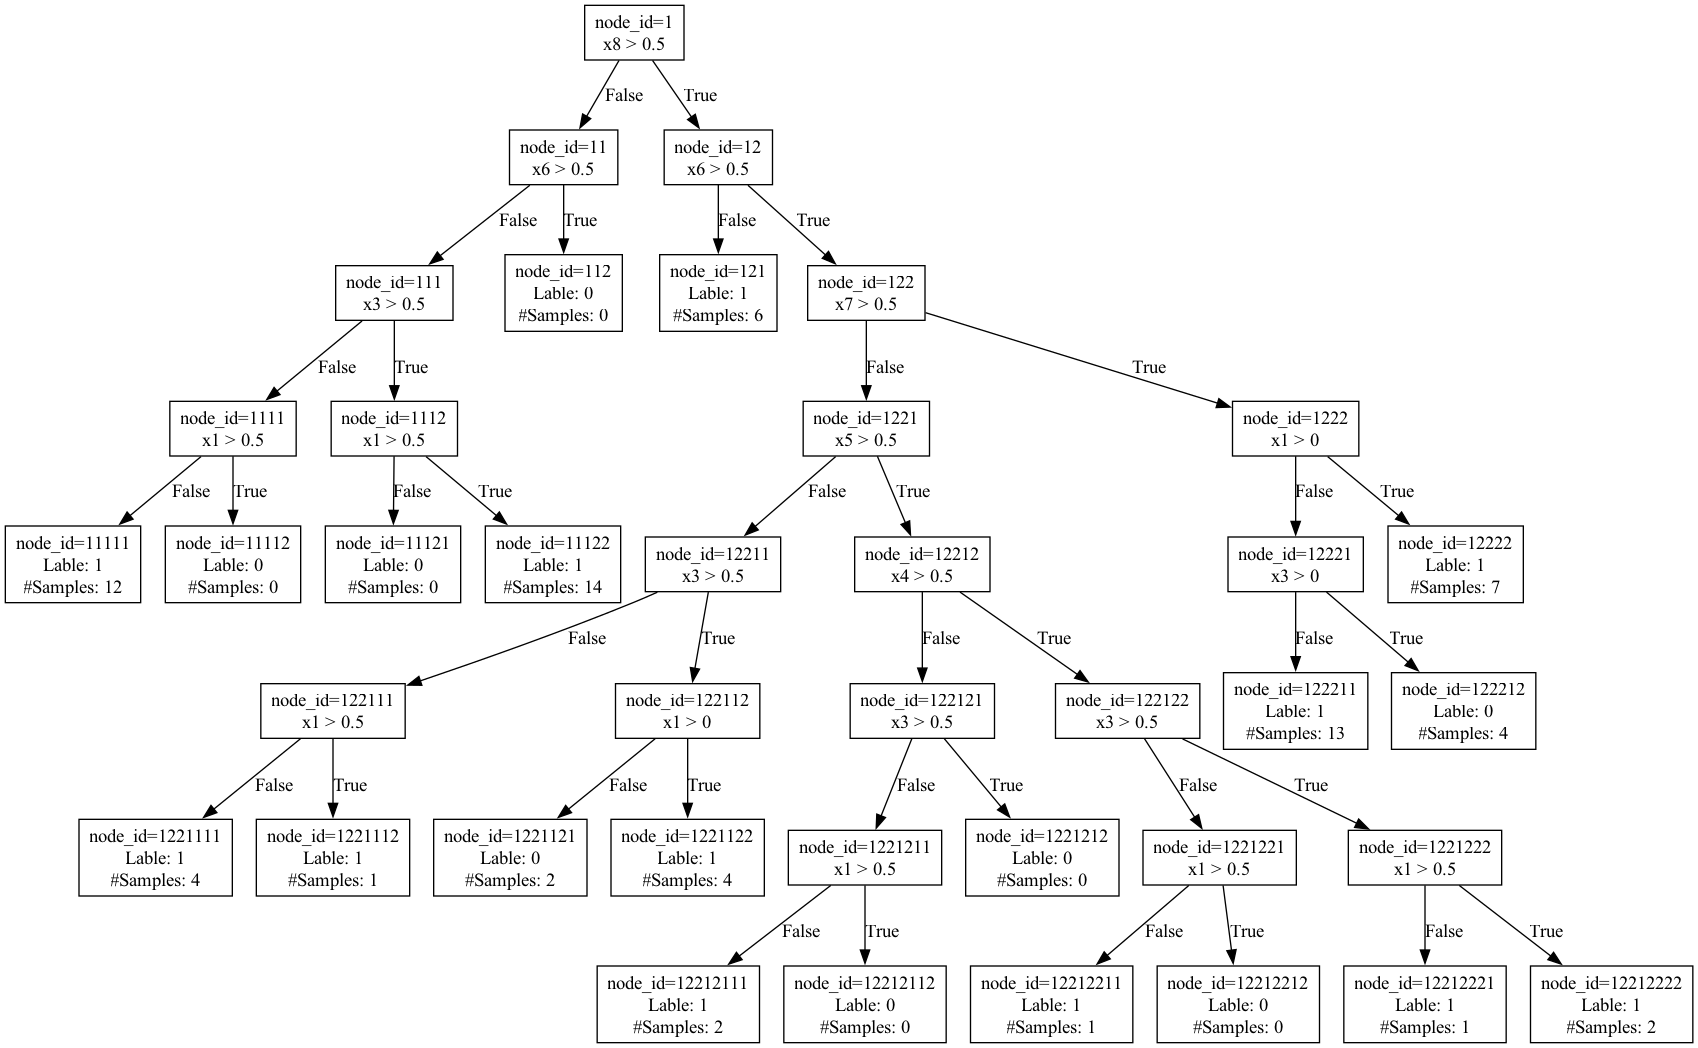 node_id=1
x8 > 0.5
False
True
node_id=11
x6 > 0.5
node_id=12
x6 > 0.5
False
True
False
True
node_id=111
x3 > 0.5
node_id=112
Lable: 0
#Samples: 0
node_id=121
Lable: 1
#Samples: 6
node_id=122
x7 > 0.5
False
True
False
True
node_id=1111
x1 > 0.5
node_id=1112
x1 > 0.5
node_id=1221
x5 > 0.5
node_id=1222
x1 > 0
False
True
False
True
False
True
False
True
node_id=11111
Lable: 1
#Samples: 12
node_id=11112
Lable: 0
#Samples: 0
node_id=11121
Lable: 0
#Samples: 0
node_id=11122
Lable: 1
#Samples: 14
node_id=12211
x3 > 0.5
node_id=12212
x4 > 0.5
node_id=12221
x3 > 0
node_id=12222
Lable: 1
#Samples: 7
False
True
False
True
False
True
node_id=122111
x1 > 0.5
node_id=122112
x1 > 0
node_id=122121
x3 > 0.5
node_id=122122
x3 > 0.5
node_id=122211
Lable: 1
#Samples: 13
node_id=122212
Lable: 0
#Samples: 4
False
True
False
True
False
True
False
True
node_id=1221111
Lable: 1
#Samples: 4
node_id=1221112
Lable: 1
#Samples: 1
node_id=1221121
Lable: 0
#Samples: 2
node_id=1221122
Lable: 1
#Samples: 4
node_id=1221211
x1 > 0.5
node_id=1221212
Lable: 0
#Samples: 0
node_id=1221221
x1 > 0.5
node_id=1221222
x1 > 0.5
False
True
False
True
False
True
node_id=12212111
Lable: 1
#Samples: 2
node_id=12212112
Lable: 0
#Samples: 0
node_id=12212211
Lable: 1
#Samples: 1
node_id=12212212
Lable: 0
#Samples: 0
node_id=12212221
Lable: 1
#Samples: 1
node_id=12212222
Lable: 1
#Samples: 2